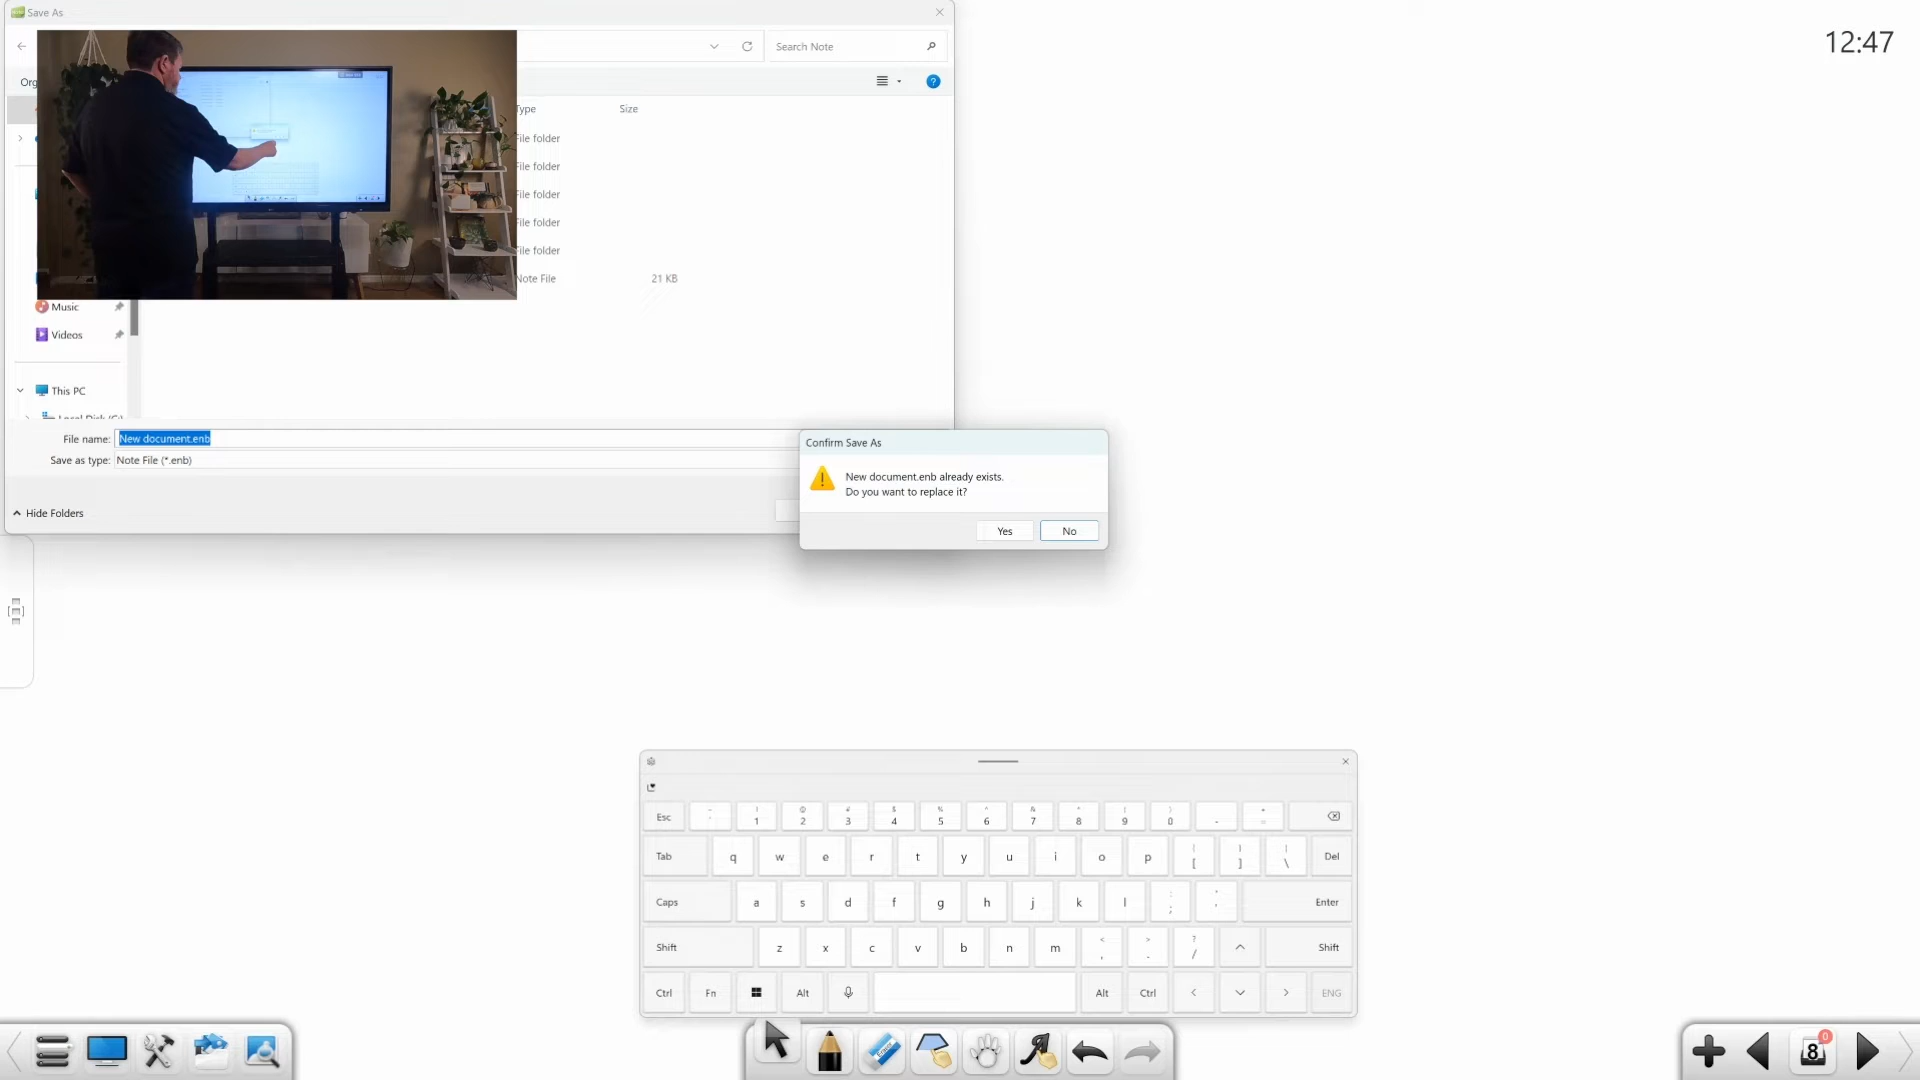 Save As
12:47
Search Note
Org
Type
Size
File folder
File folder
File folder
File folder
File folder
Note File
21 KB
Music
Videos
This PC
Local Disk (C:)
File name:
New document.enb
Save as type:
Note File (*.enb)
Hide Folders
Confirm Save As
New document.enb already exists.
Do you want to replace it?
Yes
No
Esc
1 2 3 4 5 6 7 8 9 0 - =
Tab q w e r t y u i o p [ ] \ Del
Caps a s d f g h j k l ; ' Enter
Shift z x c v b n m , . / Shift
Ctrl Fn Alt Alt Ctrl ENG
8
0